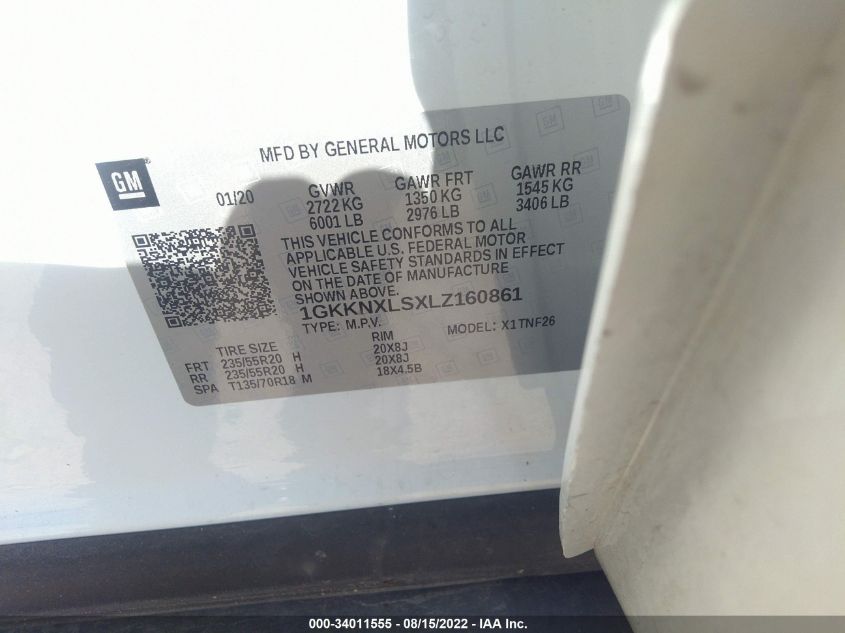 MFD BY GENERAL MOTORS LLC
GM
01/20 GVWR GAWR FRT GAWR RR
2722 KG 1350 KG 1545 KG
6001 LB 2976 LB 3406 LB
THIS VEHICLE CONFORMS TO ALL
APPLICABLE U.S. FEDERAL MOTOR
VEHICLE SAFETY STANDARDS IN EFFECT
ON THE DATE OF MANUFACTURE
SHOWN ABOVE.
1GKKNXLSXLZ160861
TYPE: M.P.V. MODEL: X1TNF26
TIRE SIZE RIM
FRT 235/55R20 H 20X8J
RR 235/55R20 H 20X8J
SPA T135/70R18 M 18X4.5B
000-34011555 - 08/15/2022 - IAA Inc.